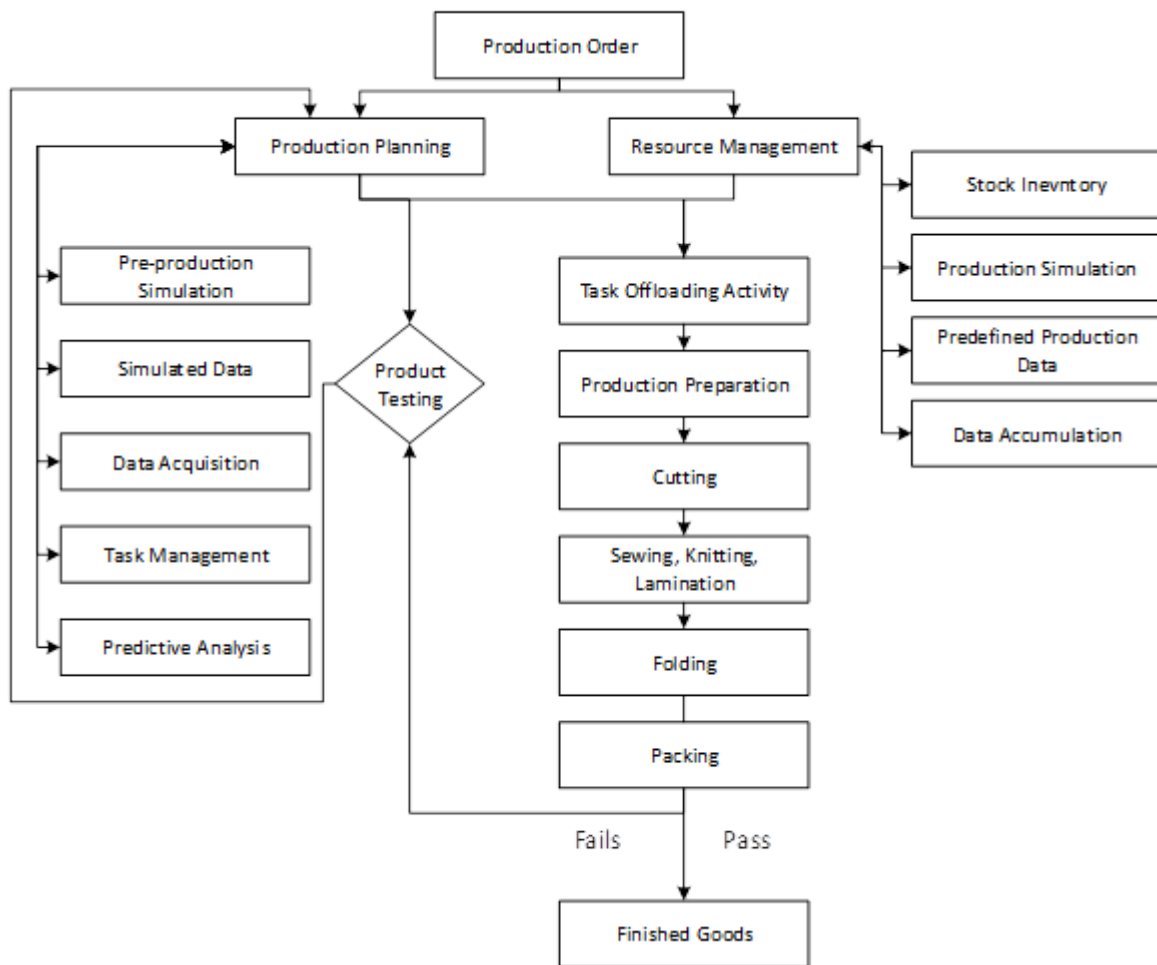 Production Order
Production Planning
Resource Management
Stock Inevntory
Pre-production
Simulation
Production Simulation
Task Offloading Activity
Simulated Data
Product
Testing
Production Preparation
Predefined Production
Data
Data Acquisition
Cutting
Data Accumulation
Task Management
Sewing, Knitting,
Lamination
Predictive Analysis
Folding
Packing
Fails
Pass
Finished Goods